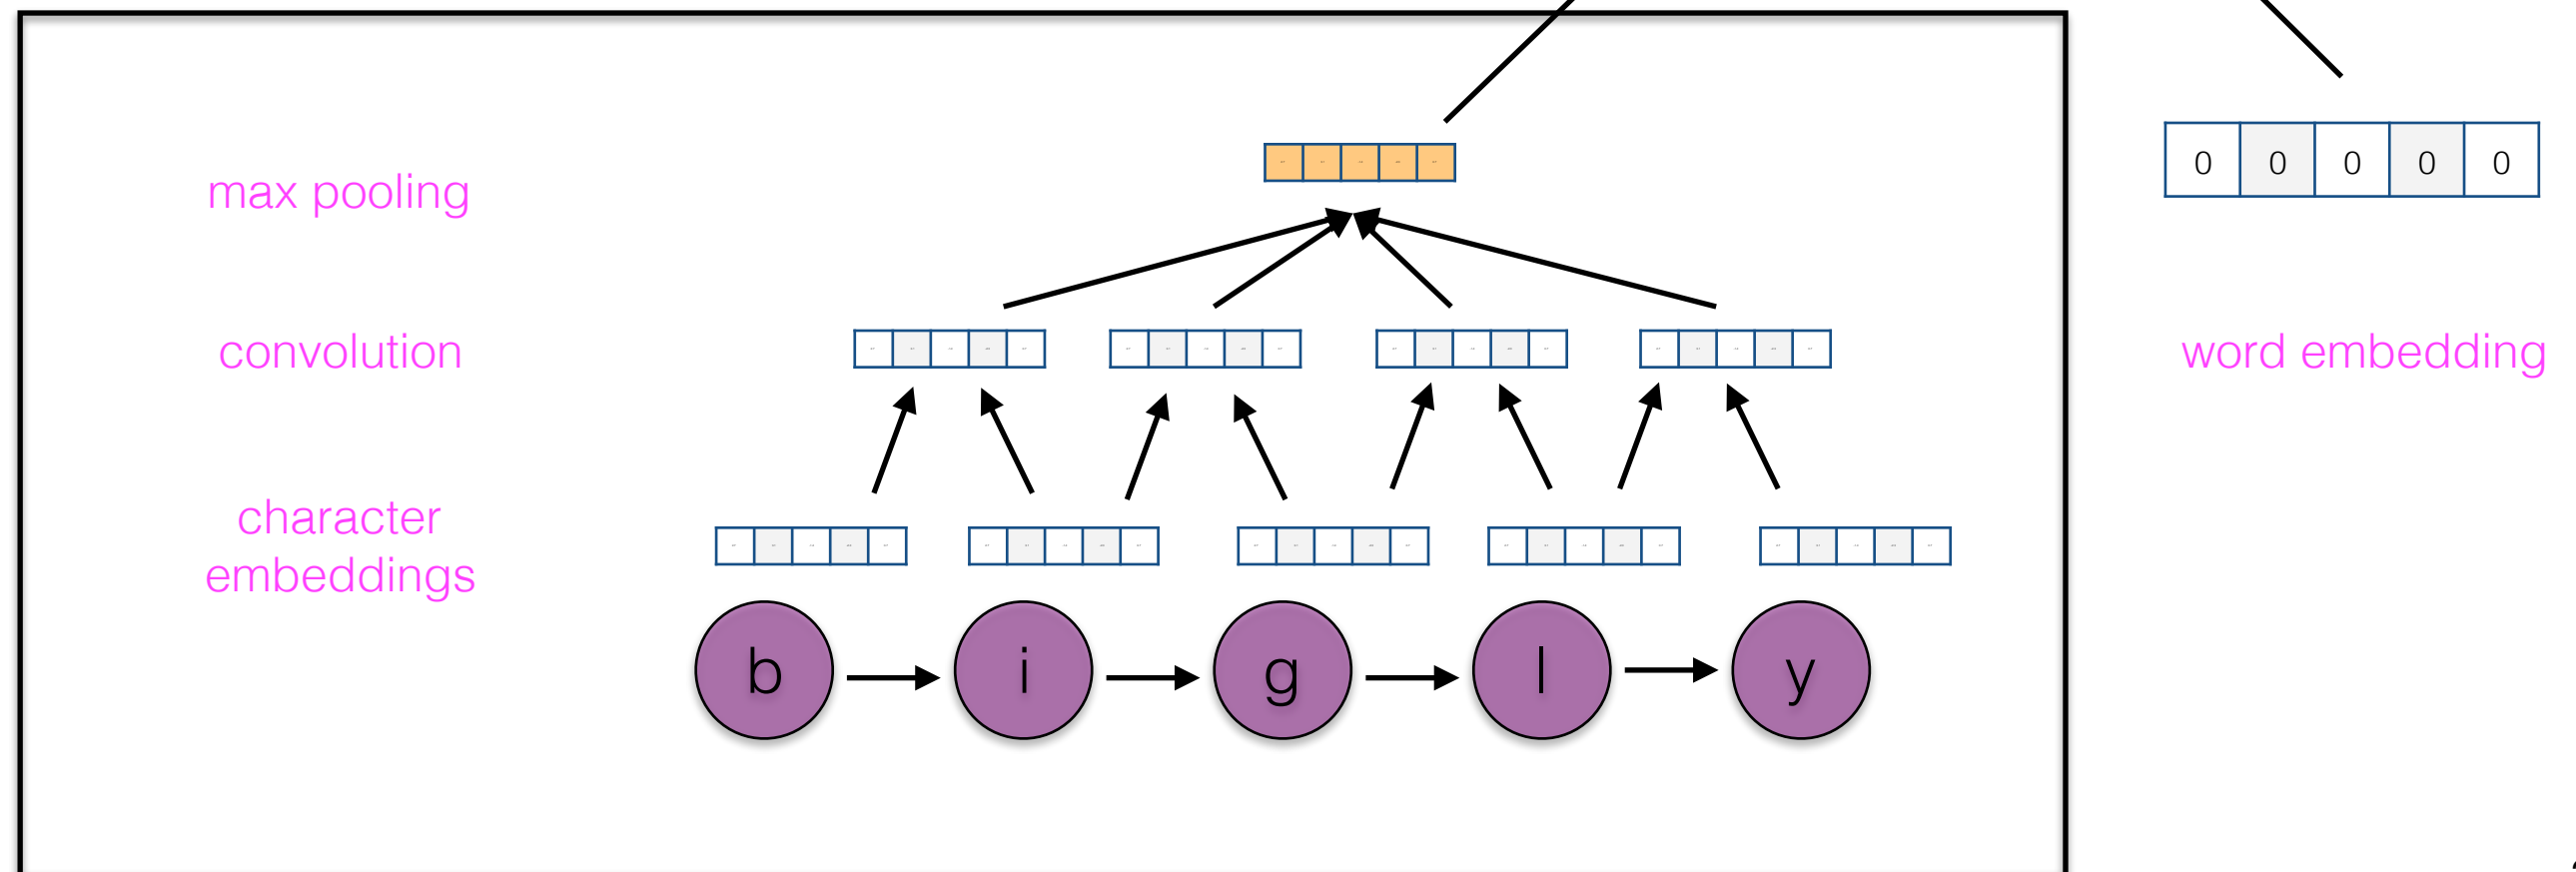 max pooling
0 0 0 0 0
convolution
word embedding
character
embeddings
b i g l y